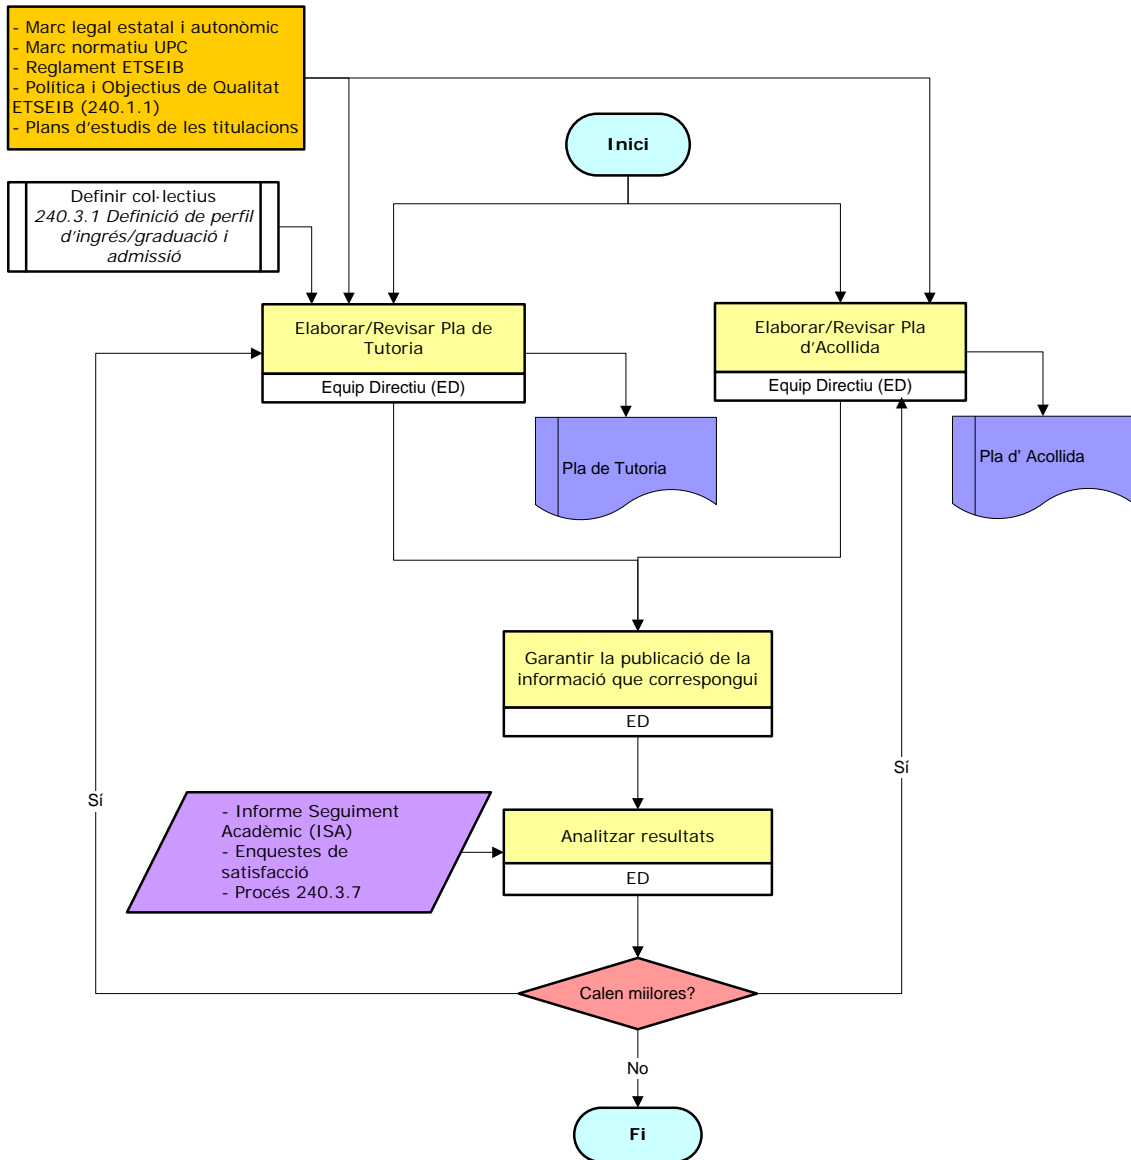 - Marc legal estatal i autonòmic
- Marc normatiu UPC
- Reglament ETSEIB
- Política i Objectius de Qualitat
ETSEIB (240.1.1)
- Plans d'estudis de les titulacions
Inici
Definir col·lectius
240.3.1 Definició de perfil
d'ingrés/graduació i
admissió
Elaborar/Revisar Pla de
Tutoria
Equip Directiu (ED)
Elaborar/Revisar Pla
d'Acollida
Equip Directiu (ED)
Pla de Tutoria
Pla d' Acollida
Garantir la publicació de la
informació que correspongui
ED
Sí
Sí
- Informe Seguiment
Acadèmic (ISA)
- Enquestes de
satisfacció
- Procés 240.3.7
Analitzar resultats
ED
Calen miilores?
No
Fi